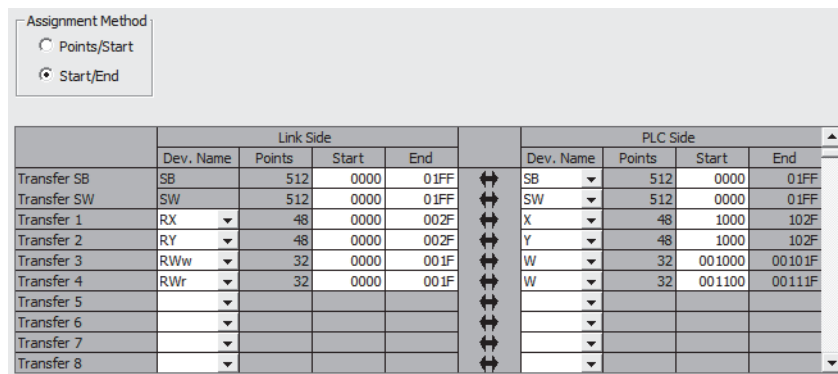 Assignment Method
Points/Start
Start/End
Link Side PLC Side
Dev. Name Points Start End Dev. Name Points Start End
Transfer SB SB 512 0000 01FF SB 512 0000 01FF
Transfer SW SW 512 0000 01FF SW 512 0000 01FF
Transfer 1 RX 48 0000 002F X 48 1000 102F
Transfer 2 RY 48 0000 002F Y 48 1000 102F
Transfer 3 RWw 32 0000 001F W 32 001000 00101F
Transfer 4 RWr 32 0000 001F W 32 001100 00111F
Transfer 5
Transfer 6
Transfer 7
Transfer 8